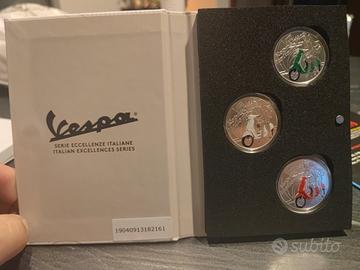 Vespa
SERIE ECCELLENZE ITALIANE
ITALIAN EXCELLENCES SERIES
19040913182161
subito